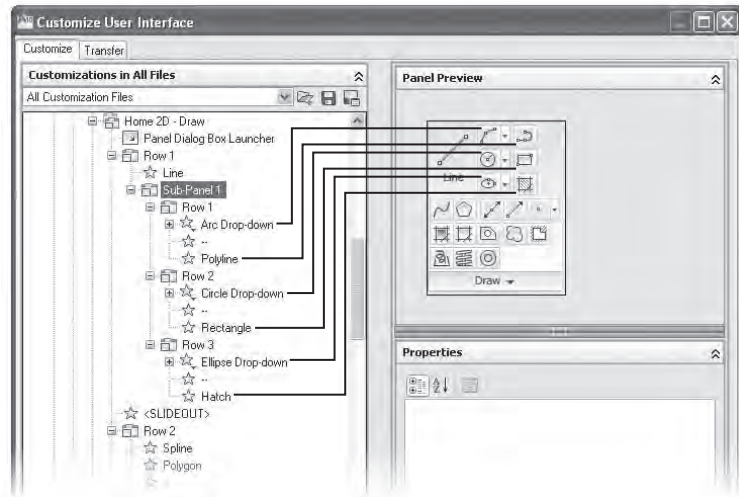 Customize User Interface
Customize Transfer
Customizations in All Files
All Customization Files
Home 2D - Draw
Panel Dialog Box Launcher
Row 1
Line
Sub-Panel 1
Row 1
Arc Drop-down
--
Polyline
Row 2
Circle Drop-down
--
Rectangle
Row 3
Ellipse Drop-down
--
Hatch
<SLIDEOUT>
Row 2
Spline
Polygon
Panel Preview
Line
Draw
Properties